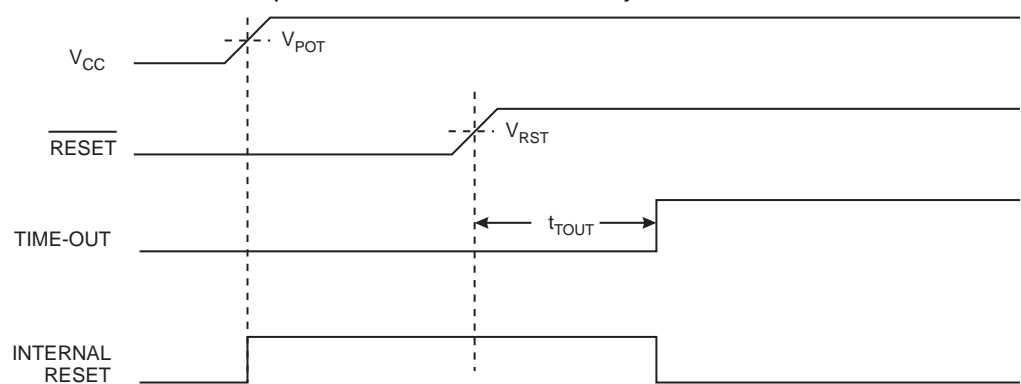 V_CC
V_POT
RESET
V_RST
TIME-OUT
t_TOUT
INTERNAL
RESET